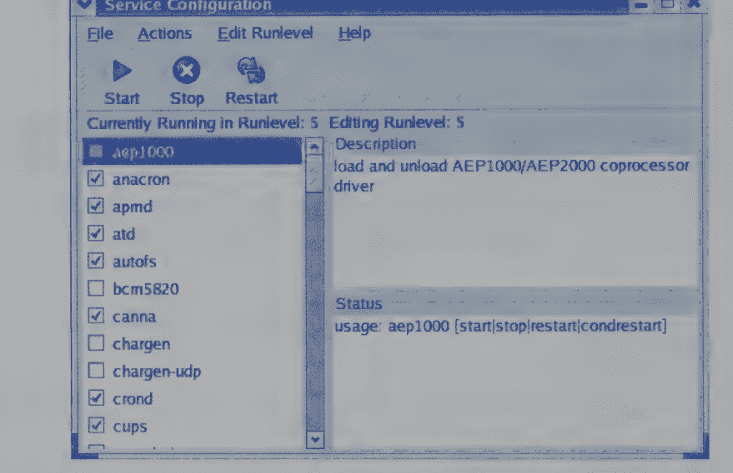 Service Configuration
File Actions Edit Runlevel Help
Start Stop Restart
Currently Running in Runlevel: 5 Editing Runlevel: 5
aep1000
anacron
apmd
atd
autofs
bcm5820
canna
chargen
chargen-udp
crond
cups
Description
load and unload AEP1000/AEP2000 coprocessor
driver
Status
usage: aep1000 [start|stop|restart|condrestart]